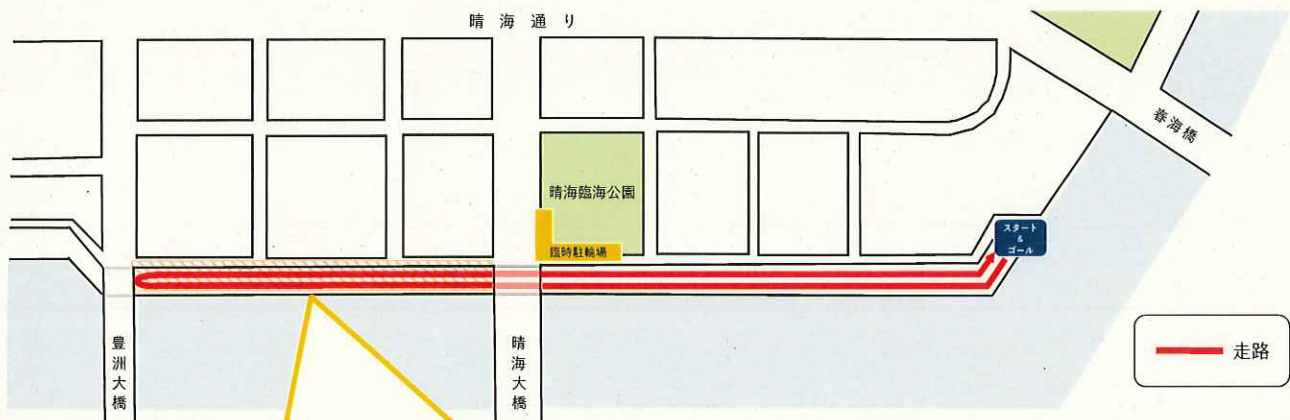 晴海通り
春海橋
晴海臨海公園
臨時駐輪場
スタート
&
ゴール
豊洲大橋
晴海大橋
走路